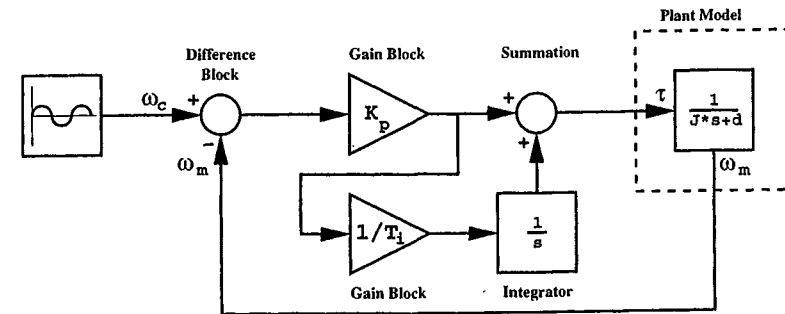 Plant Model
Difference
Block
Gain Block
Summation
ω_c
+
-
ω_m
K_p
+
+
τ
1
J*s+d
ω_m
1/T_i
1
s
Gain Block
Integrator